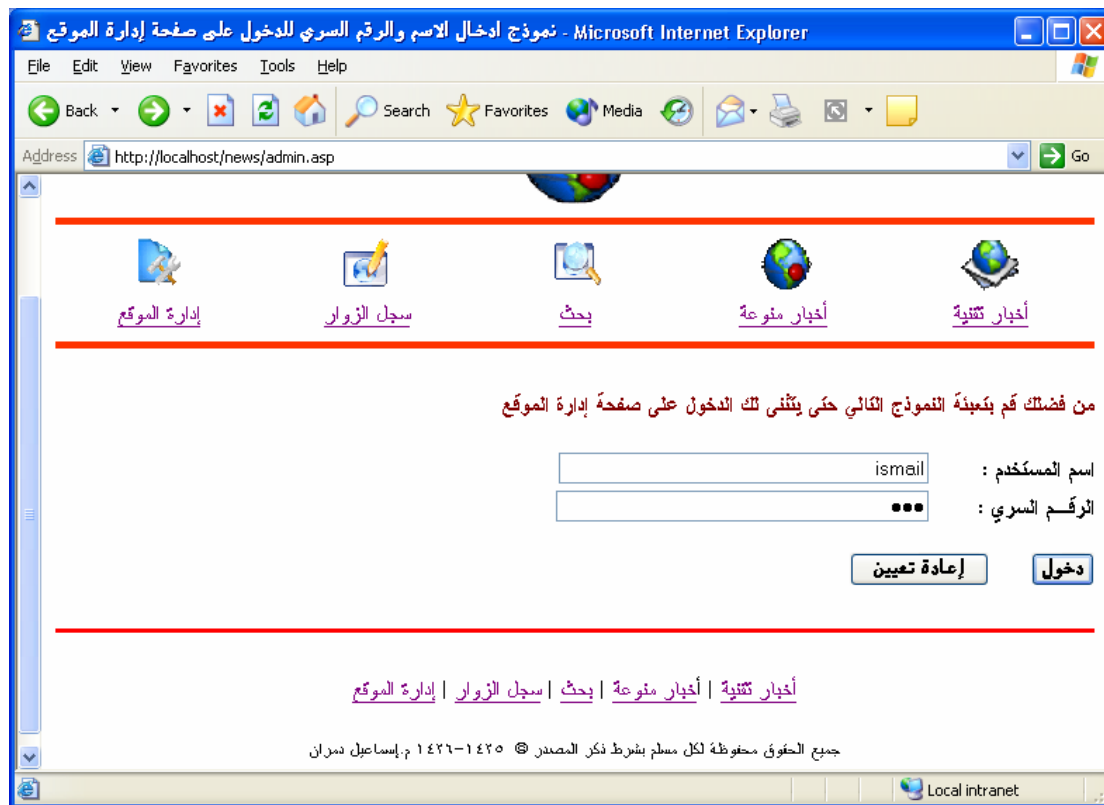 نموذج ادخال الاسم والرقم السري للدخول على صفحة إدارة الموقع - Microsoft Internet Explorer
File Edit View Favorites Tools Help
Back Search Favorites Media
Address http://localhost/news/admin.asp Go
أخبار تقنية أخبار منوعة بحث سجل الزوار إدارة الموقع
من فضلك قم بتعبئة النموذج التالي حتى يتثنى لك الدخول على صفحة إدارة الموقع
اسم المستخدم : ismail
الرقــم السري : •••
دخول إعادة تعيين
أخبار تقنية | أخبار منوعة | بحث | سجل الزوار | إدارة الموقع
جميع الحقوق محفوظة لكل مسلم بشرط ذكر المصدر © ١٤٢٥-١٤٢٦ م.إسماعيل دمران
Local intranet